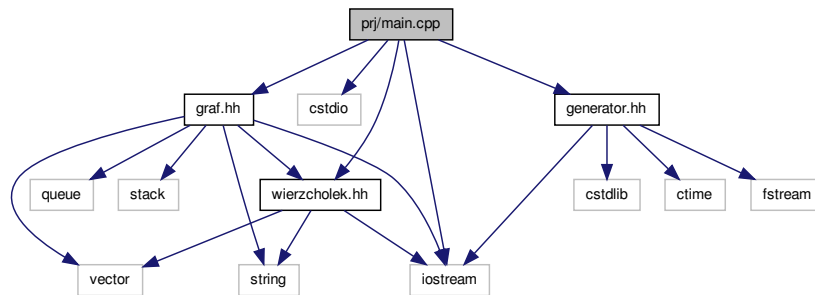 prj/main.cpp
graf.hh
cstdio
generator.hh
queue
stack
wierzcholek.hh
cstdlib
ctime
fstream
vector
string
iostream